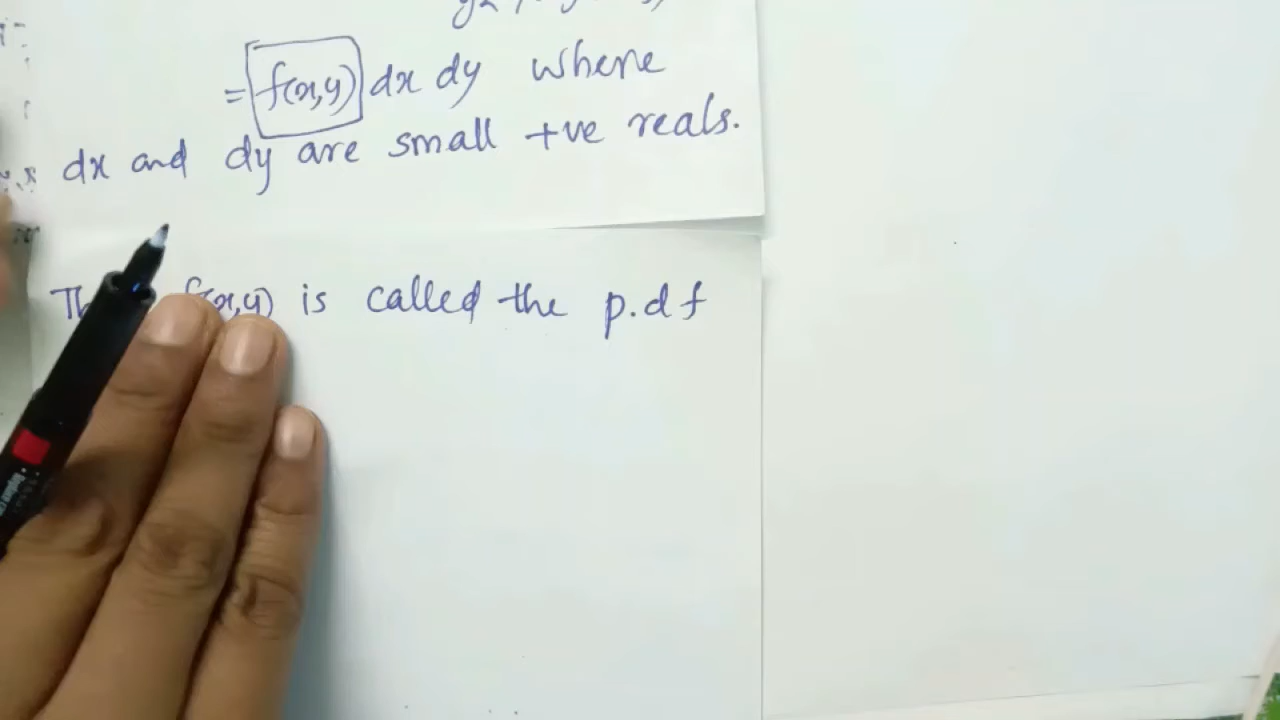 = f(x,y) dx dy where
dx and dy are small +ve reals.
f(x,y) is called the p.d f